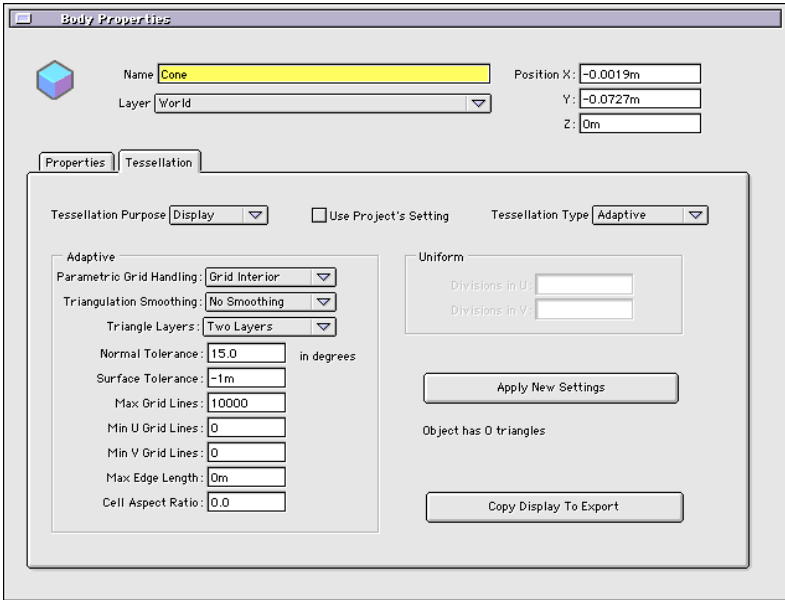 Body Properties
Name Cone
Position X: -0.0019m
Layer World
Y: -0.0727m
Z: 0m
Properties Tessellation
Tessellation Purpose Display Use Project's Setting Tessellation Type Adaptive
Adaptive
Parametric Grid Handling: Grid Interior
Triangulation Smoothing: No Smoothing
Triangle Layers: Two Layers
Normal Tolerance: 15.0 in degrees
Surface Tolerance: -1m
Max Grid Lines: 10000
Min U Grid Lines: 0
Min V Grid Lines: 0
Max Edge Length: 0m
Cell Aspect Ratio: 0.0
Uniform
Divisions in U:
Divisions in V:
Apply New Settings
Object has 0 triangles
Copy Display To Export